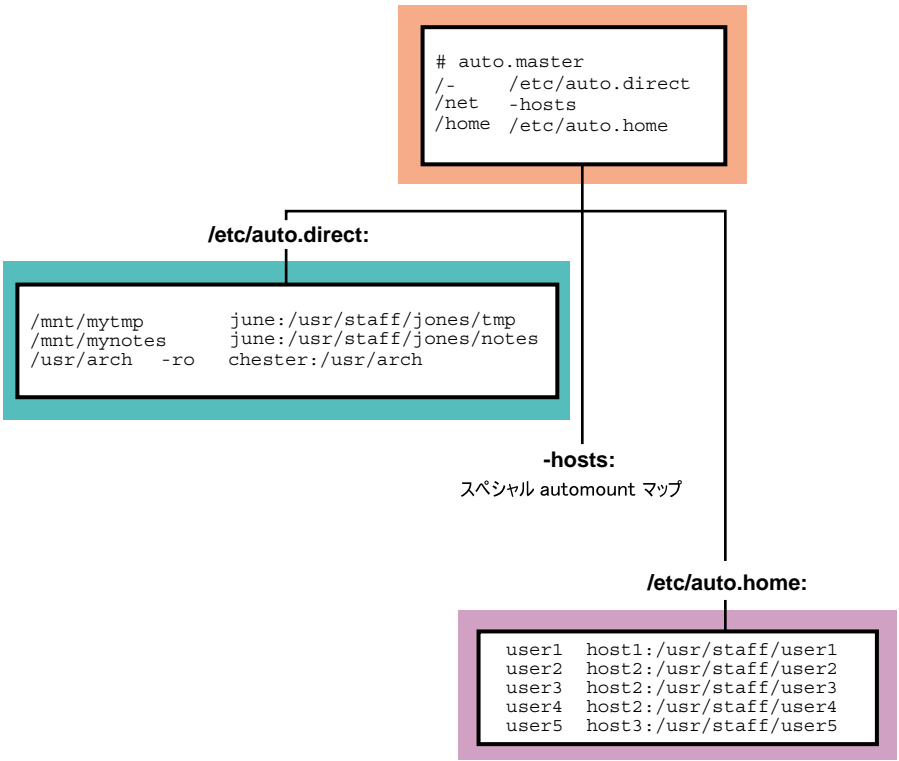 # auto.master
/-     /etc/auto.direct
/net   -hosts
/home  /etc/auto.home
/etc/auto.direct:
/mnt/mytmp         june:/usr/staff/jones/tmp
/mnt/mynotes       june:/usr/staff/jones/notes
/usr/arch   -ro    chester:/usr/arch
-hosts:
スペシャル automount マップ
/etc/auto.home:
user1  host1:/usr/staff/user1
user2  host2:/usr/staff/user2
user3  host2:/usr/staff/user3
user4  host2:/usr/staff/user4
user5  host3:/usr/staff/user5